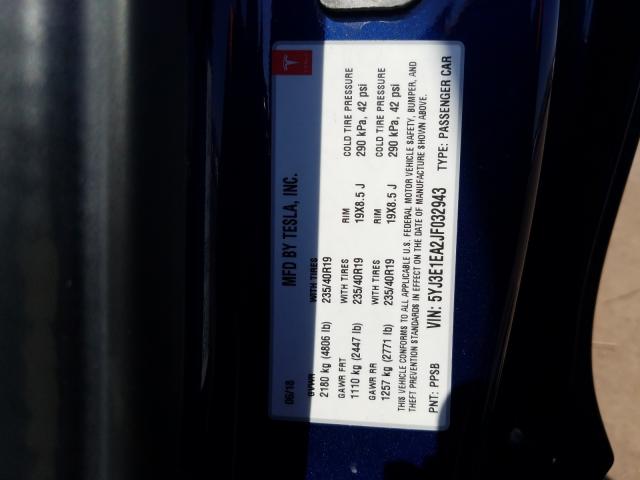 MFD BY TESLA, INC.
06/18
GVWR WITH TIRES RIM COLD TIRE PRESSURE
2180 kg (4806 lb) 235/40R19 19X8.5 J 290 kPa, 42 psi
GAWR FRT WITH TIRES RIM COLD TIRE PRESSURE
1110 kg (2447 lb) 235/40R19 19X8.5 J 290 kPa, 42 psi
GAWR RR WITH TIRES
1257 kg (2771 lb) 235/40R19
THIS VEHICLE CONFORMS TO ALL APPLICABLE U.S. FEDERAL MOTOR VEHICLE SAFETY, BUMPER, AND
THEFT PREVENTION STANDARDS IN EFFECT ON THE DATE OF MANUFACTURE SHOWN ABOVE.
PNT: PPSB VIN: 5YJ3E1EA2JF032943 TYPE: PASSENGER CAR